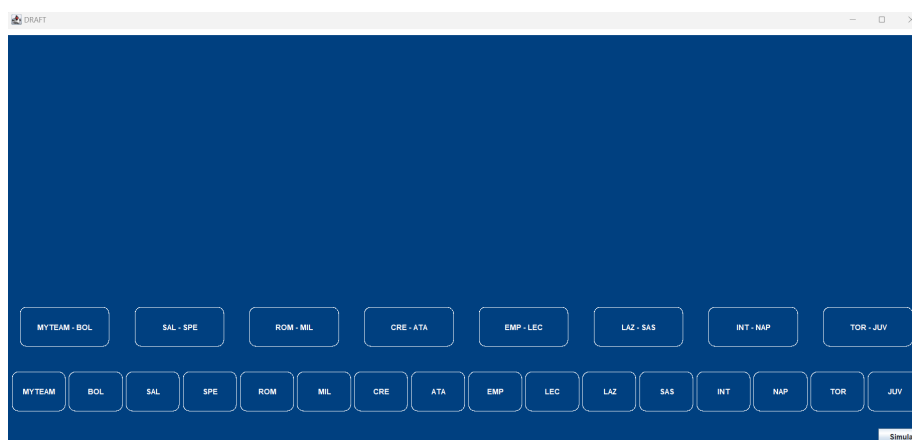 DRAFT
MYTEAM - BOL SAL - SPE ROM - MIL CRE - ATA EMP - LEC LAZ - SAS INT - NAP TOR - JUV
MYTEAM BOL SAL SPE ROM MIL CRE ATA EMP LEC LAZ SAS INT NAP TOR JUV
Simula